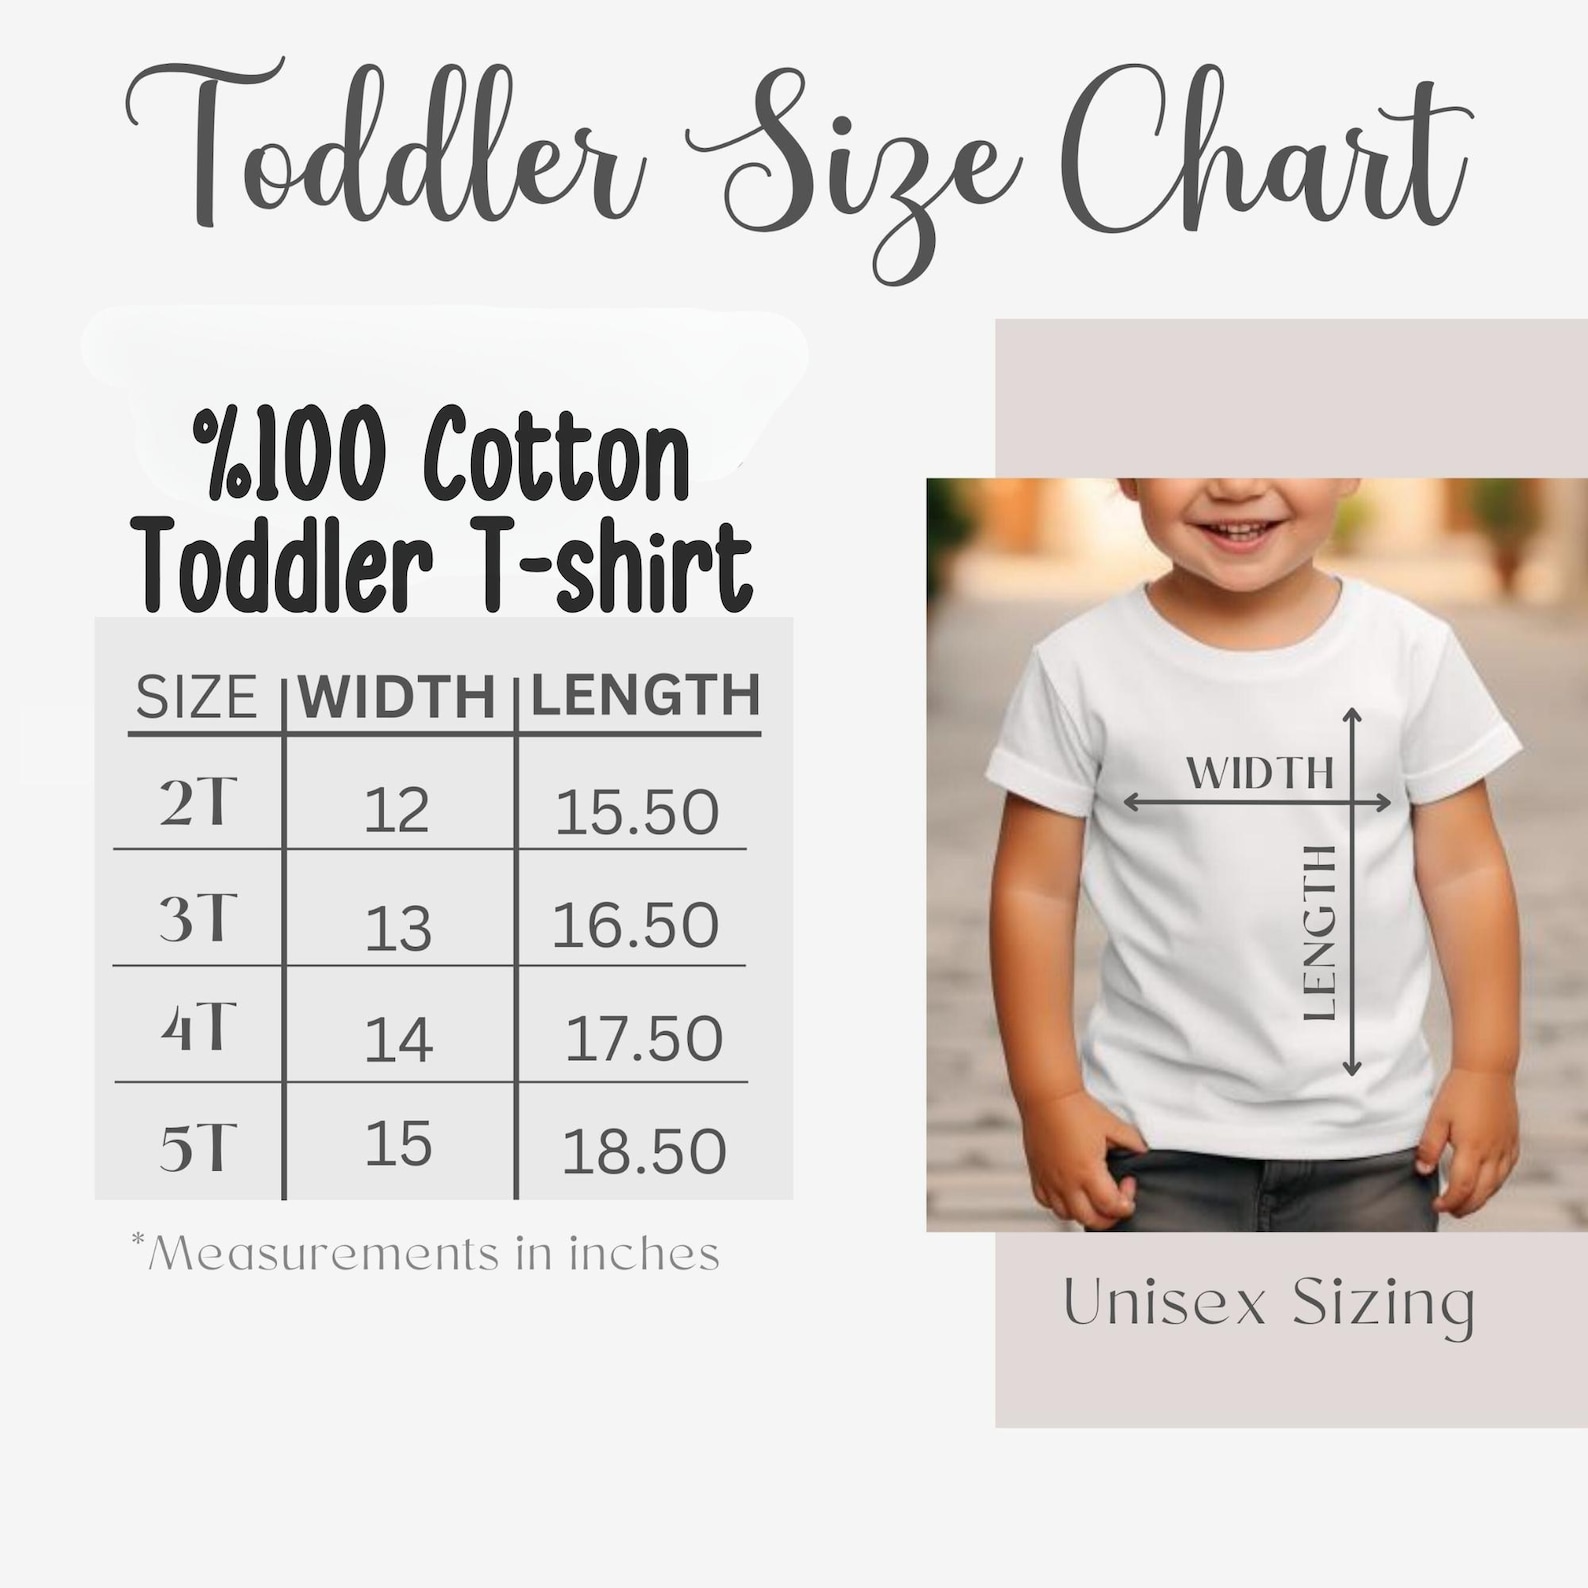 Toddler Size Chart
%100 Cotton
Toddler T-shirt
SIZE WIDTH LENGTH
2T 12 15.50
3T 13 16.50
4T 14 17.50
5T 15 18.50
*Measurements in inches
WIDTH
LENGTH
Unisex Sizing